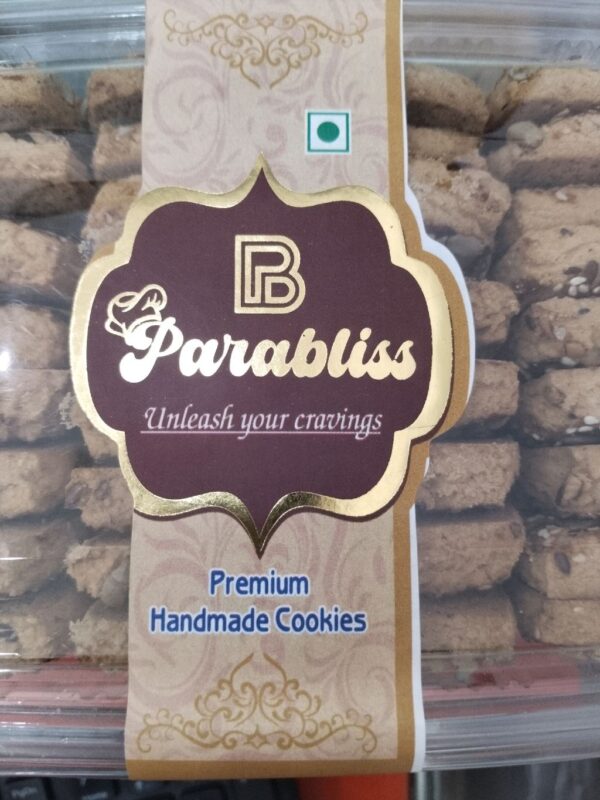 PB
Parabliss
Unleash your cravings
Premium
Handmade Cookies